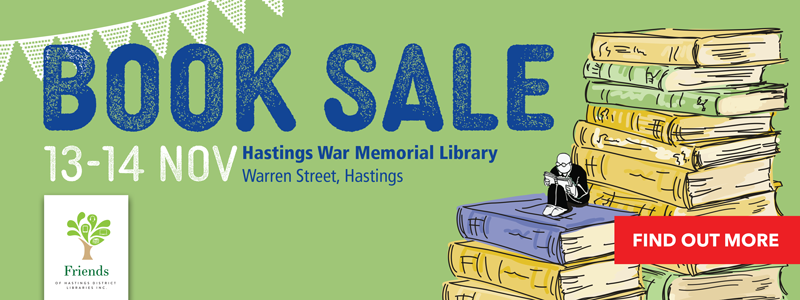 BOOK SALE
13-14 NOV
Hastings War Memorial Library
Warren Street, Hastings
Friends
OF HASTINGS DISTRICT
LIBRARIES INC.
FIND OUT MORE